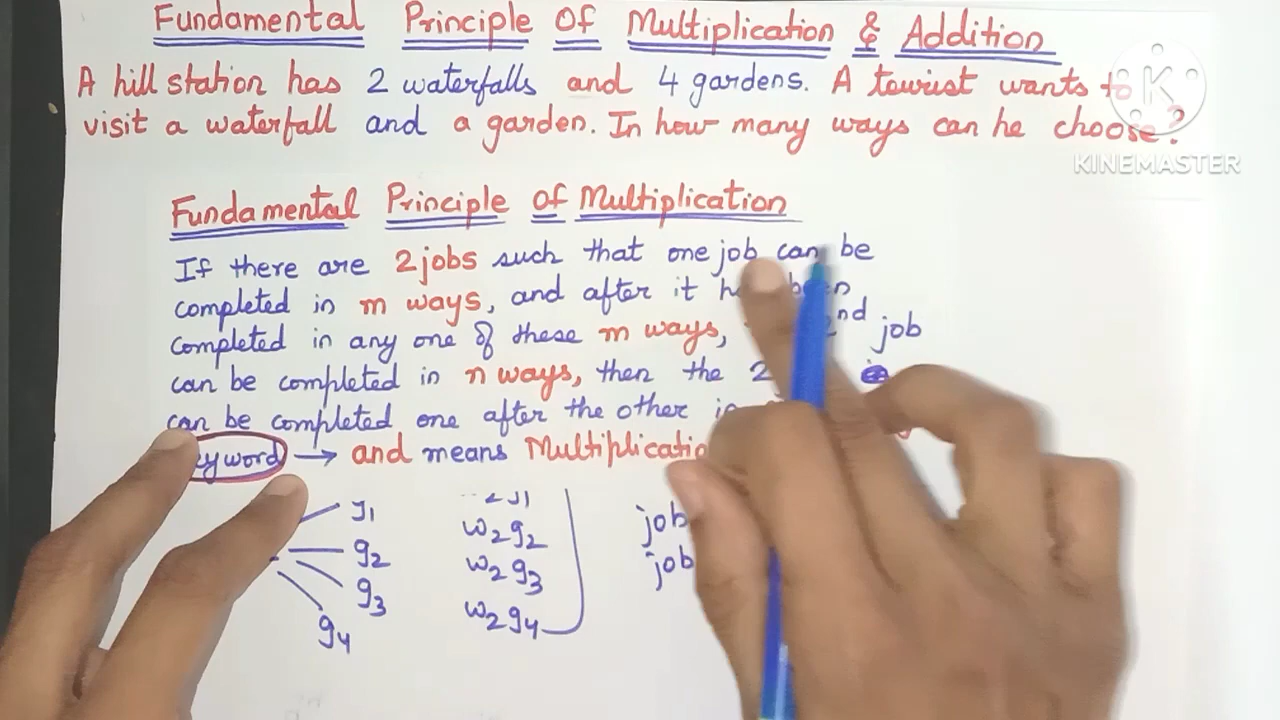 Fundamental Principle Of Multiplication & Addition
A hill station has 2 waterfalls and 4 gardens. A tourist wants to
visit a waterfall and a garden. In how many ways can he choose?
K
KINEMASTER
Fundamental Principle of Multiplication
If there are 2 jobs such that one job can be
completed in m ways, and after it
completed in any one of these m ways, 2nd job
can be completed in n ways, then the 2
can be completed one after the other
and means
g1
g2
g3
g4
w2g2
w2g3
w2g4
job
job